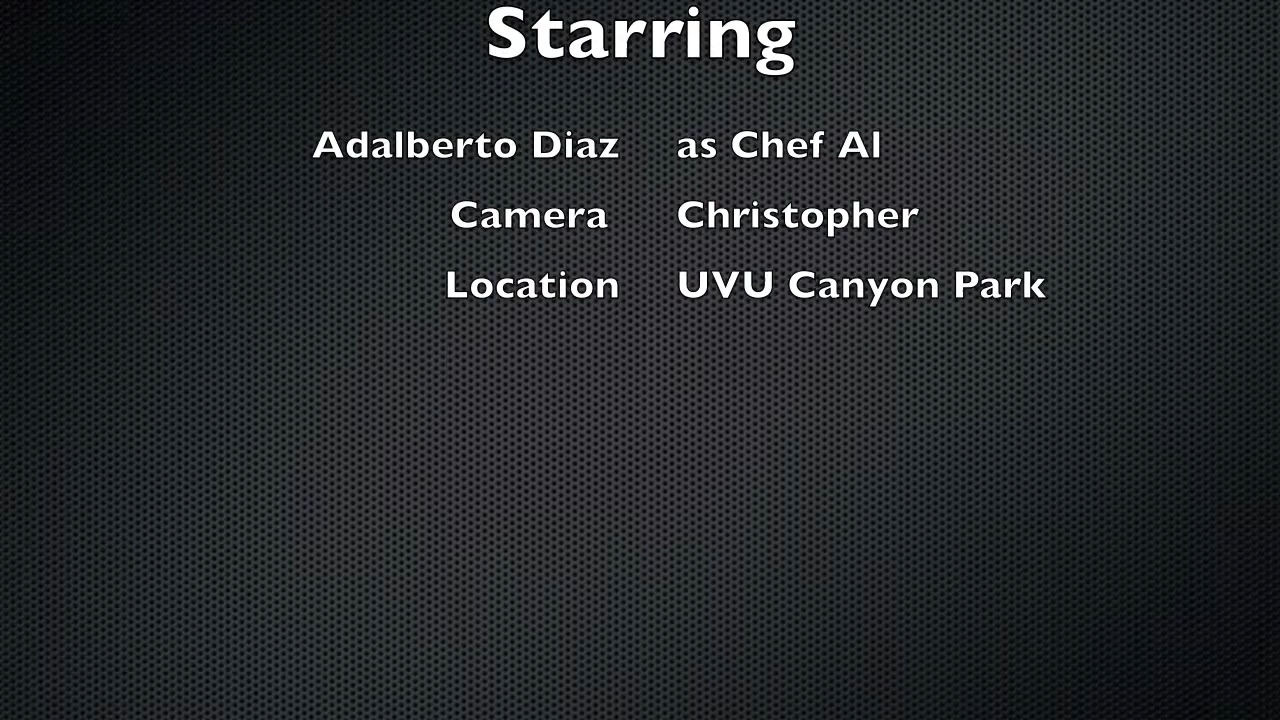 Starring
Adalberto Diaz as Chef Al
Camera Christopher
Location UVU Canyon Park